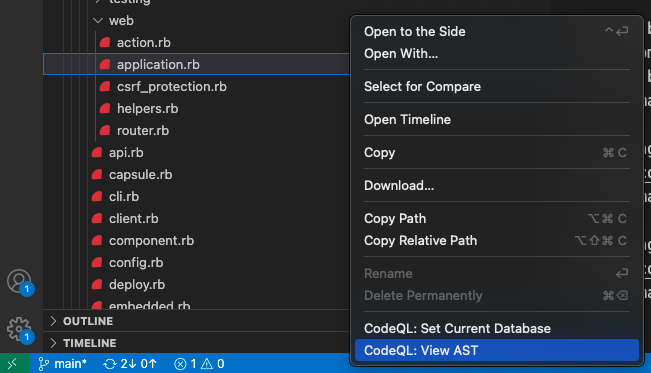 testing
web
action.rb
application.rb
csrf_protection.rb
helpers.rb
router.rb
api.rb
capsule.rb
cli.rb
client.rb
component.rb
config.rb
deploy.rb
embedded.rb
OUTLINE
TIMELINE
1
1
main*
2↓ 0↑
1
0
Open to the Side ^⏎
Open With...
Select for Compare
Open Timeline
Copy ⌘ C
Download...
Copy Path ⌥⌘ C
Copy Relative Path ⌥⇧⌘ C
Rename ⏎
Delete Permanently ⌘⌫
CodeQL: Set Current Database
CodeQL: View AST